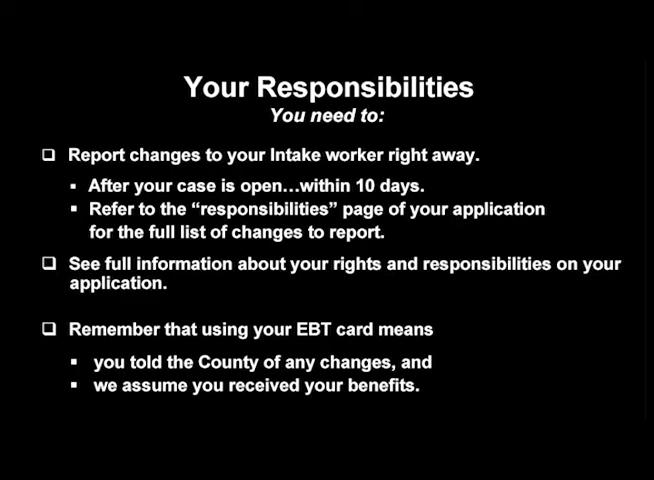 Your Responsibilities
You need to:
❑ Report changes to your Intake worker right away.
▪ After your case is open…within 10 days.
▪ Refer to the “responsibilities” page of your application
for the full list of changes to report.
❑ See full information about your rights and responsibilities on your
application.
❑ Remember that using your EBT card means
▪ you told the County of any changes, and
▪ we assume you received your benefits.